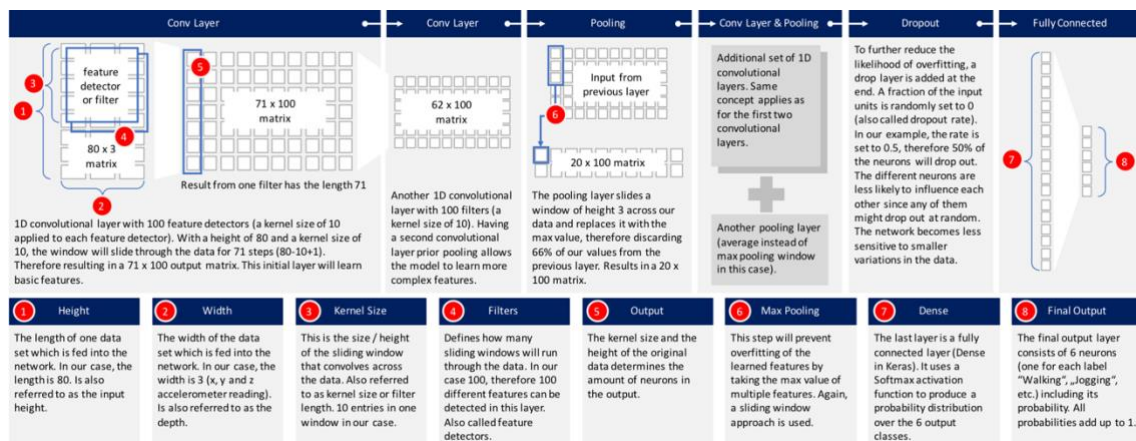 Conv Layer
Conv Layer
Pooling
Conv Layer & Pooling
Dropout
Fully Connected
3
1
feature
detector
or filter
4
80 x 3
matrix
2
5
71 x 100
matrix
Result from one filter has the length 71
1D convolutional layer with 100 feature detectors (a kernel size of 10
applied to each feature detector). With a height of 80 and a kernel size of
10, the window will slide through the data for 71 steps (80-10+1).
Therefore resulting in a 71 x 100 output matrix. This initial layer will learn
basic features.
62 x 100
matrix
Another 1D convolutional
layer with 100 filters (a
kernel size of 10). Having
a second convolutional
layer prior pooling allows
the model to learn more
complex features.
Input from
previous layer
6
20 x 100 matrix
The pooling layer slides a
window of height 3 across our
data and replaces it with the
max value, therefore discarding
66% of our values from the
previous layer. Results in a 20 x
100 matrix.
Additional set of 1D
convolutional
layers. Same
concept applies as
for the first two
convolutional
layers.
Another pooling layer
(average instead of
max pooling window
in this case).
To further reduce the
likelihood of overfitting, a
drop layer is added at the
end. A fraction of the input
units is randomly set to 0
(also called dropout rate).
In our example, the rate is
set to 0.5, therefore 50% of
the neurons will drop out.
The different neurons are
less likely to influence each
other since any of them
might drop out at random.
The network becomes less
sensitive to smaller
variations in the data.
7
8
1 Height
The length of one data
set which is fed into the
network. In our case, the
length is 80. Is also
referred to as the input
height.
2 Width
The width of the data
set which is fed into the
network. In our case, the
width is 3 (x, y and z
accelerometer reading).
Is also referred to as the
depth.
3 Kernel Size
This is the size / height
of the sliding window
that convolves across
the data. Also referred
to as kernel size or filter
length. 10 entries in one
window in our case.
4 Filters
Defines how many
sliding windows will run
through the data. In our
case 100, therefore 100
different features can be
detected in this layer.
Also called feature
detectors.
5 Output
The kernel size and the
height of the original
data determines the
amount of neurons in
the output.
6 Max Pooling
This step will prevent
overfitting of the
learned features by
taking the max value of
multiple features. Again,
a sliding window
approach is used.
7 Dense
The last layer is a fully
connected layer (Dense
in Keras). It uses a
Softmax activation
function to produce a
probability distribution
over the 6 output
classes.
8 Final Output
The final output layer
consists of 6 neurons
(one for each label
"Walking", „Jogging",
etc.) including its
probability. All
probabilities add up to 1.